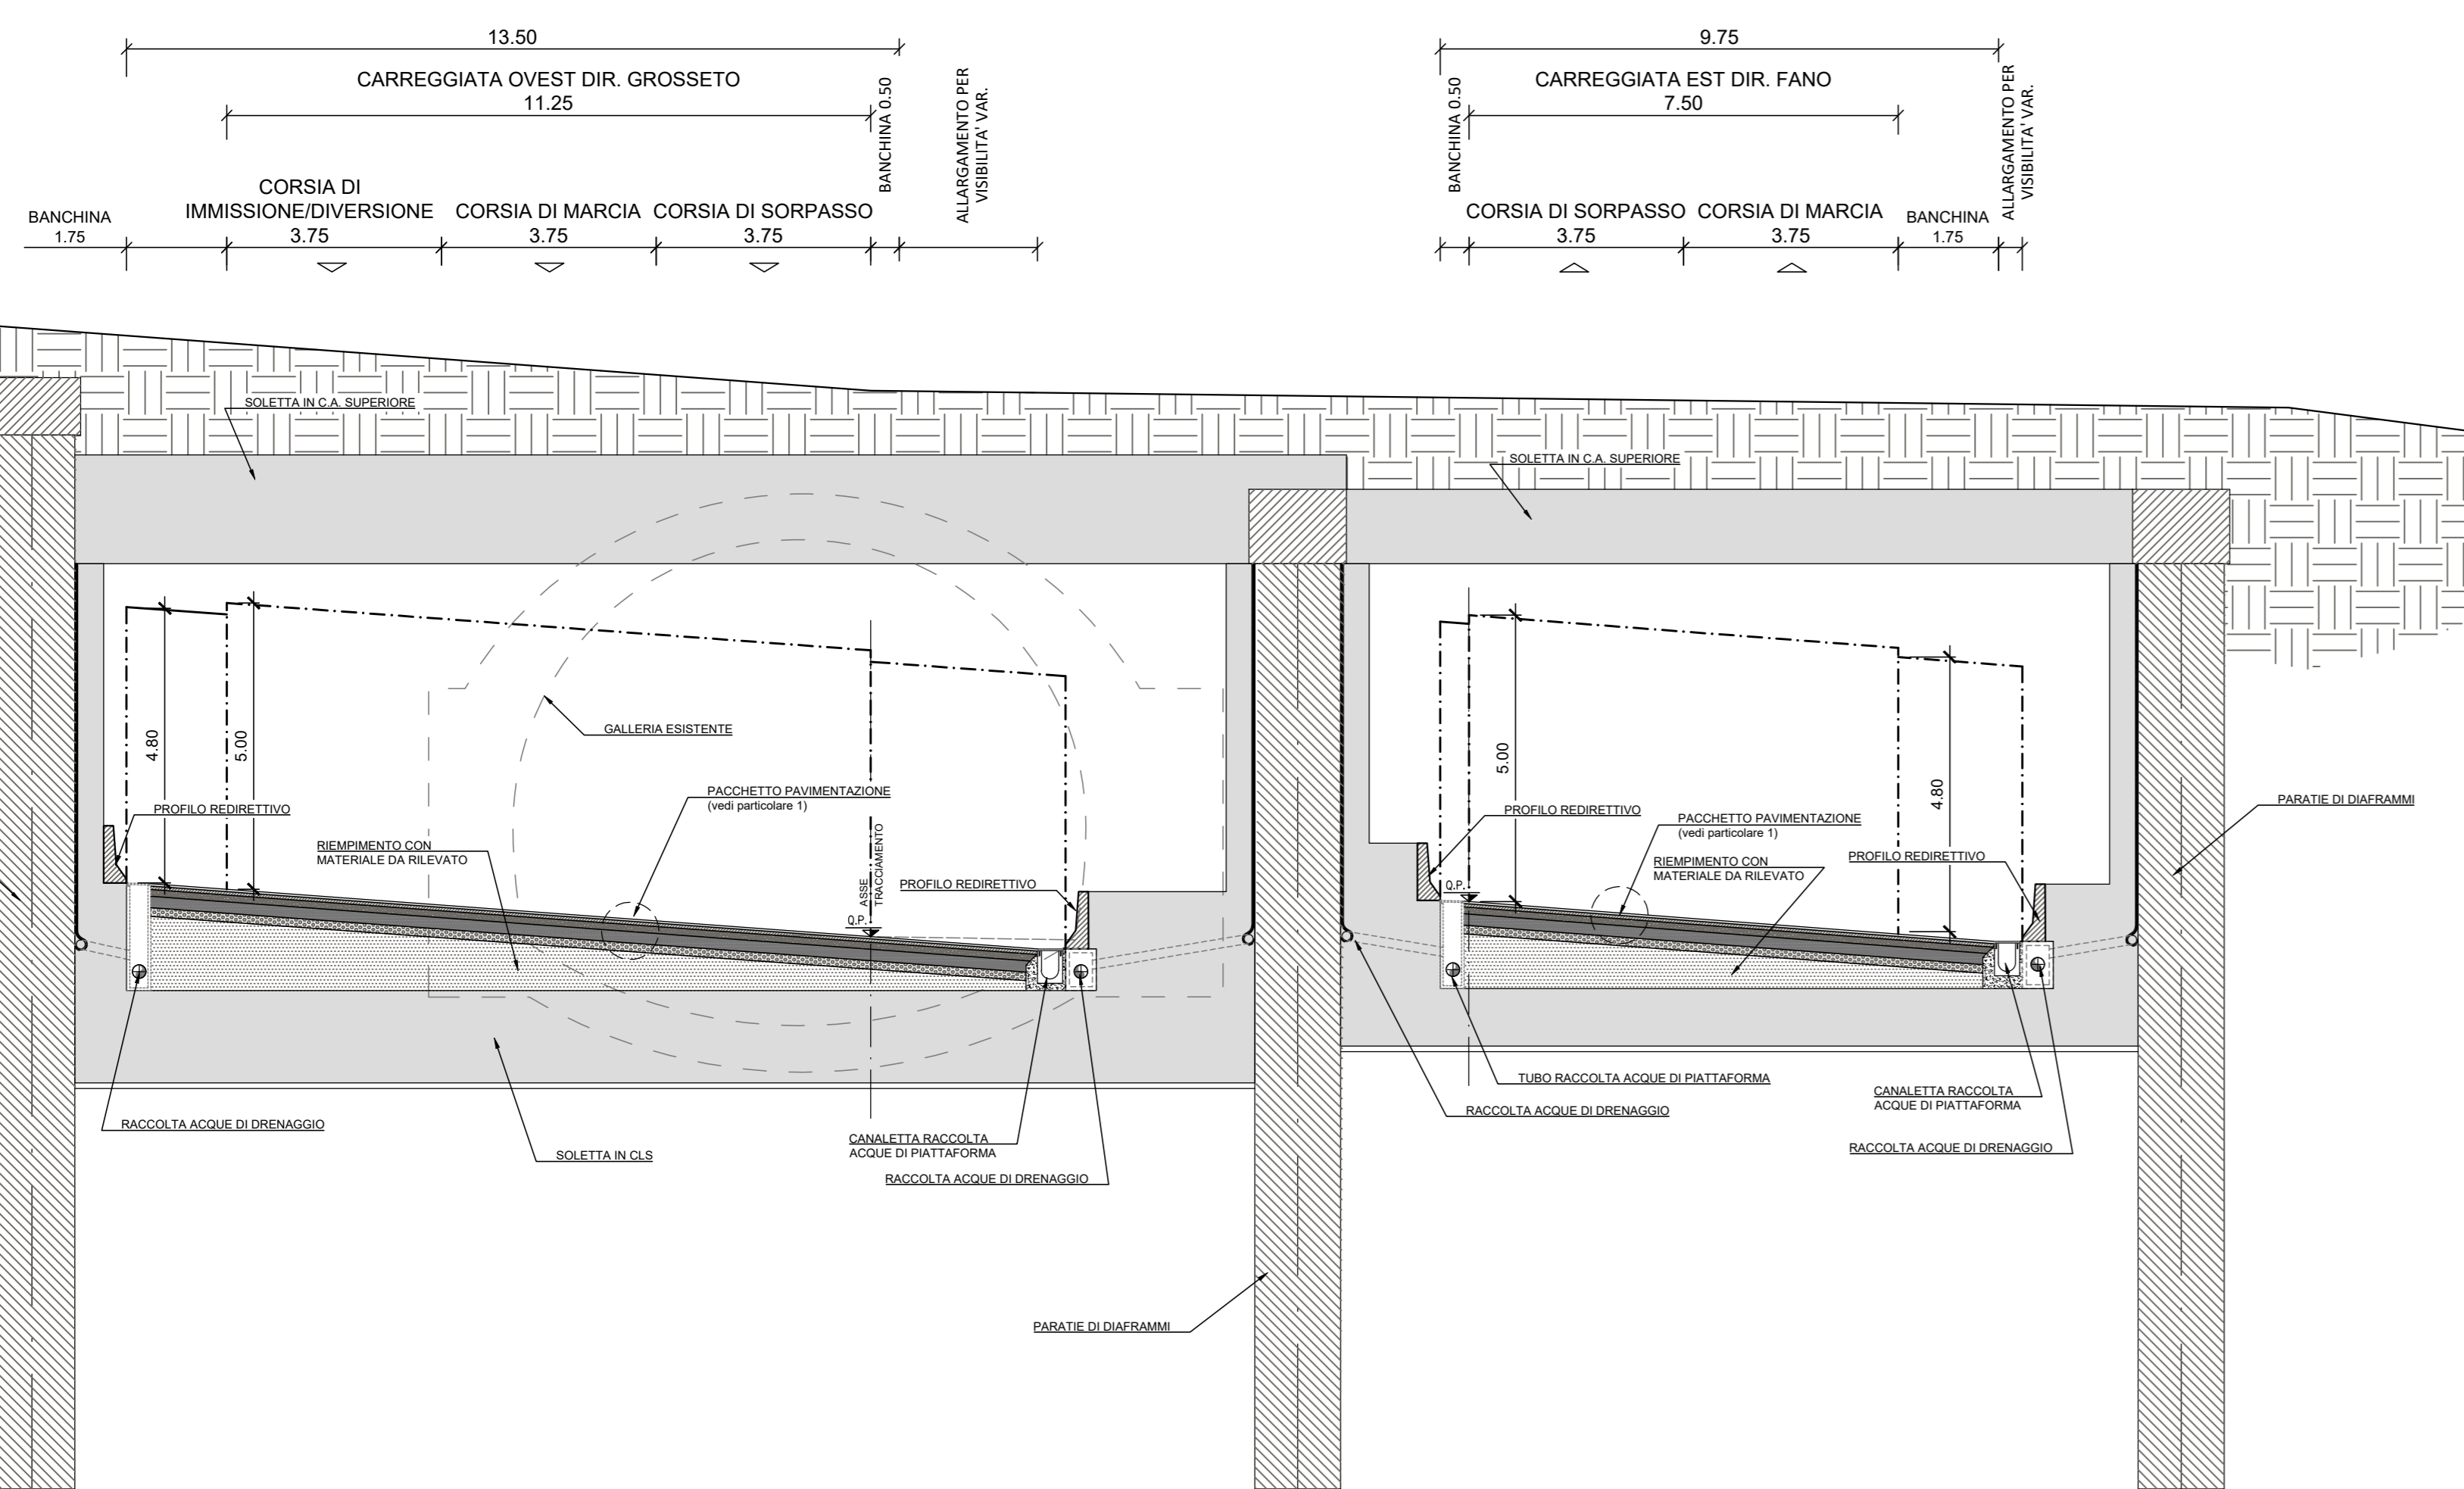 13.50
CARREGGIATA OVEST DIR. GROSSETO
11.25
BANCHINA 0.50
ALLARGAMENTO PER
VISIBILITA' VAR.
BANCHINA
1.75
CORSIA DI
IMMISSIONE/DIVERSIONE
3.75
CORSIA DI MARCIA
3.75
CORSIA DI SORPASSO
3.75
9.75
CARREGGIATA EST DIR. FANO
7.50
BANCHINA 0.50
ALLARGAMENTO PER
VISIBILITA' VAR.
CORSIA DI SORPASSO
3.75
CORSIA DI MARCIA
3.75
BANCHINA
1.75
SOLETTA IN C.A. SUPERIORE
SOLETTA IN C.A. SUPERIORE
4.80
5.00
GALLERIA ESISTENTE
PROFILO REDIRETTIVO
PACCHETTO PAVIMENTAZIONE
(vedi particolare 1)
RIEMPIMENTO CON
MATERIALE DA RILEVATO
ASSE
TRACCIAMENTO
Q.P.
PROFILO REDIRETTIVO
5.00
4.80
PROFILO REDIRETTIVO
PACCHETTO PAVIMENTAZIONE
(vedi particolare 1)
RIEMPIMENTO CON
MATERIALE DA RILEVATO
PROFILO REDIRETTIVO
Q.P.
PARATIE DI DIAFRAMMI
RACCOLTA ACQUE DI DRENAGGIO
SOLETTA IN CLS
CANALETTA RACCOLTA
ACQUE DI PIATTAFORMA
RACCOLTA ACQUE DI DRENAGGIO
TUBO RACCOLTA ACQUE DI PIATTAFORMA
RACCOLTA ACQUE DI DRENAGGIO
CANALETTA RACCOLTA
ACQUE DI PIATTAFORMA
RACCOLTA ACQUE DI DRENAGGIO
PARATIE DI DIAFRAMMI